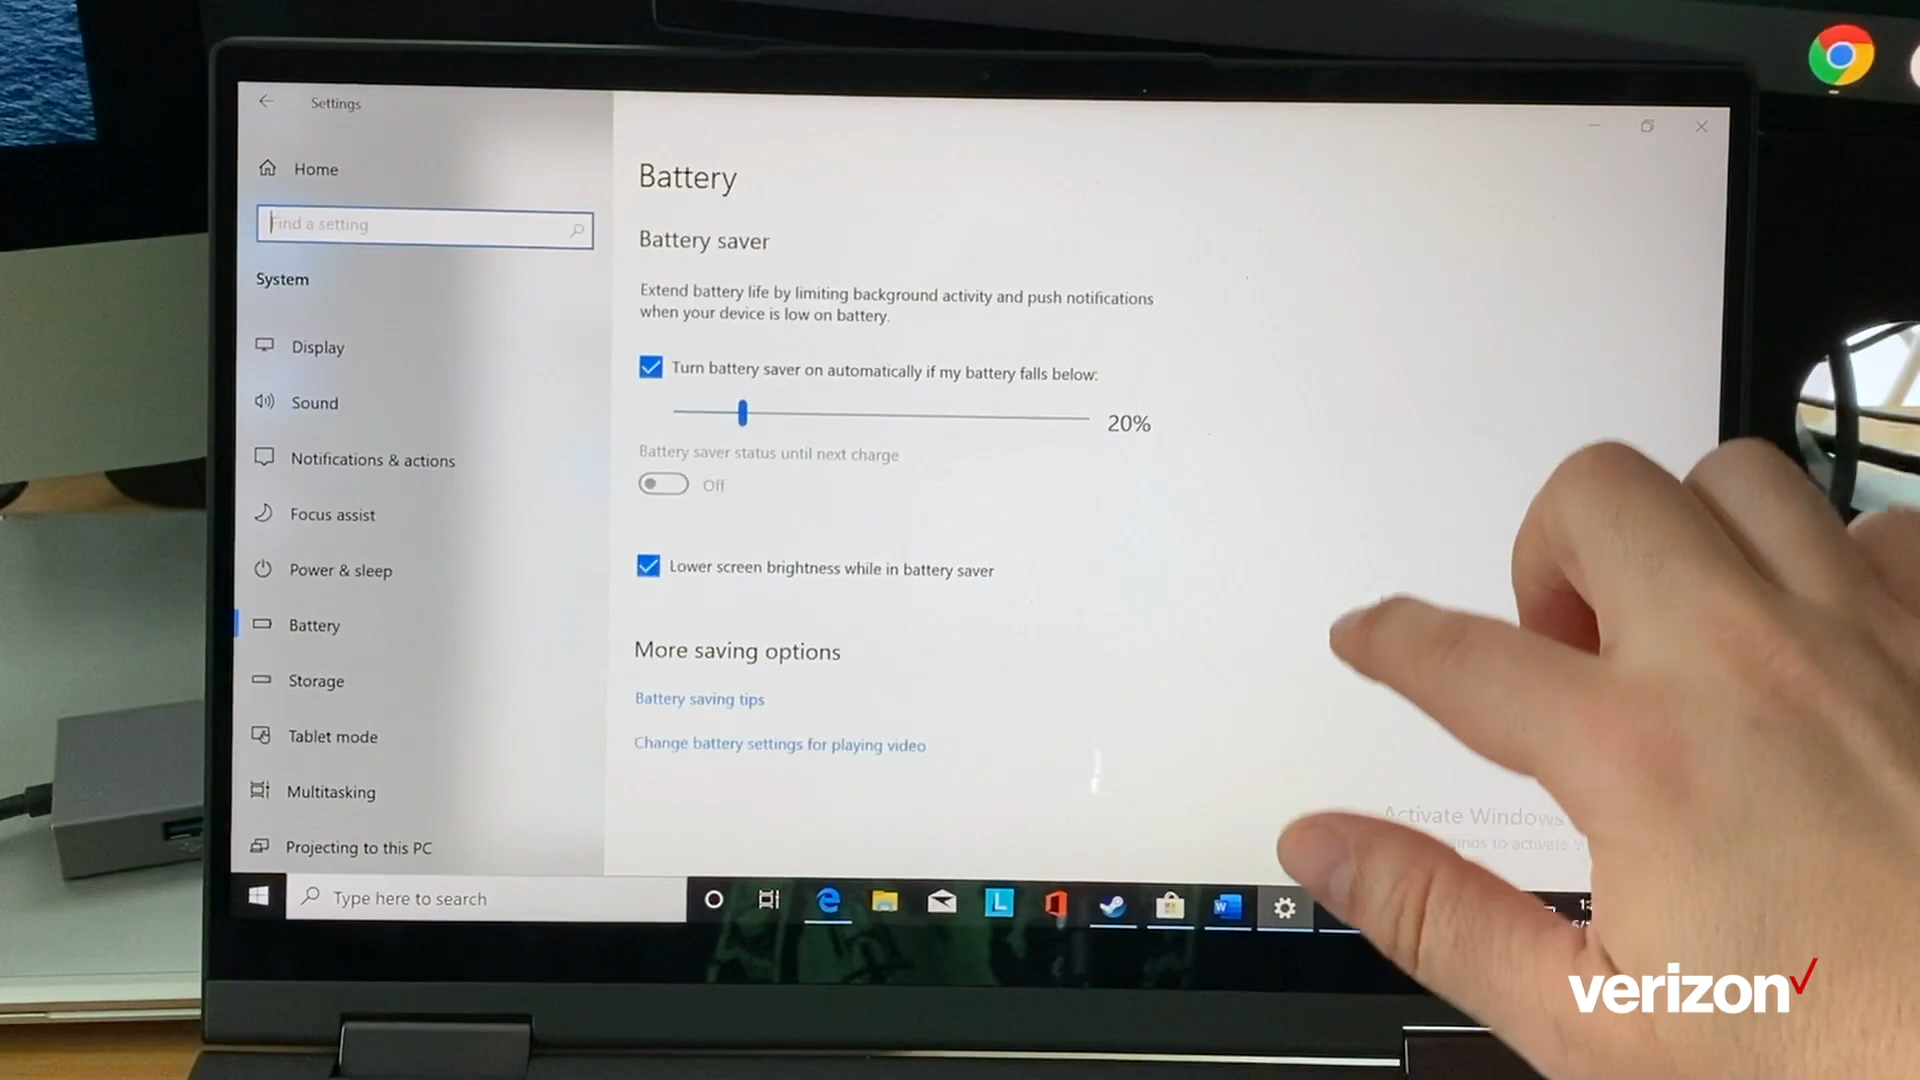 Settings
Home
Find a setting
System
Display
Sound
Notifications & actions
Focus assist
Power & sleep
Battery
Storage
Tablet mode
Multitasking
Projecting to this PC
Battery
Battery saver
Extend battery life by limiting background activity and push notifications
when your device is low on battery.
Turn battery saver on automatically if my battery falls below:
20%
Battery saver status until next charge
Off
Lower screen brightness while in battery saver
More saving options
Battery saving tips
Change battery settings for playing video
Activate Windows
to activate
Type here to search
verizon